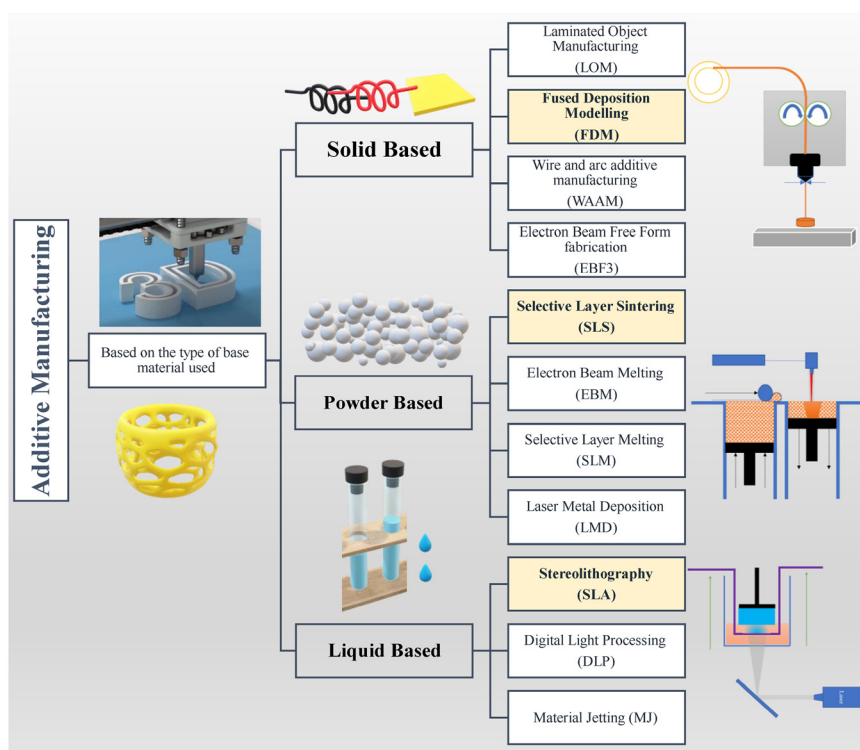 Additive Manufacturing
Based on the type of base
material used
Solid Based
Laminated Object
Manufacturing
(LOM)
Fused Deposition
Modelling
(FDM)
Wire and arc additive
manufacturing
(WAAM)
Electron Beam Free Form
fabrication
(EBF3)
Powder Based
Selective Layer Sintering
(SLS)
Electron Beam Melting
(EBM)
Selective Layer Melting
(SLM)
Laser Metal Deposition
(LMD)
Liquid Based
Stereolithography
(SLA)
Digital Light Processing
(DLP)
Material Jetting (MJ)
Laser